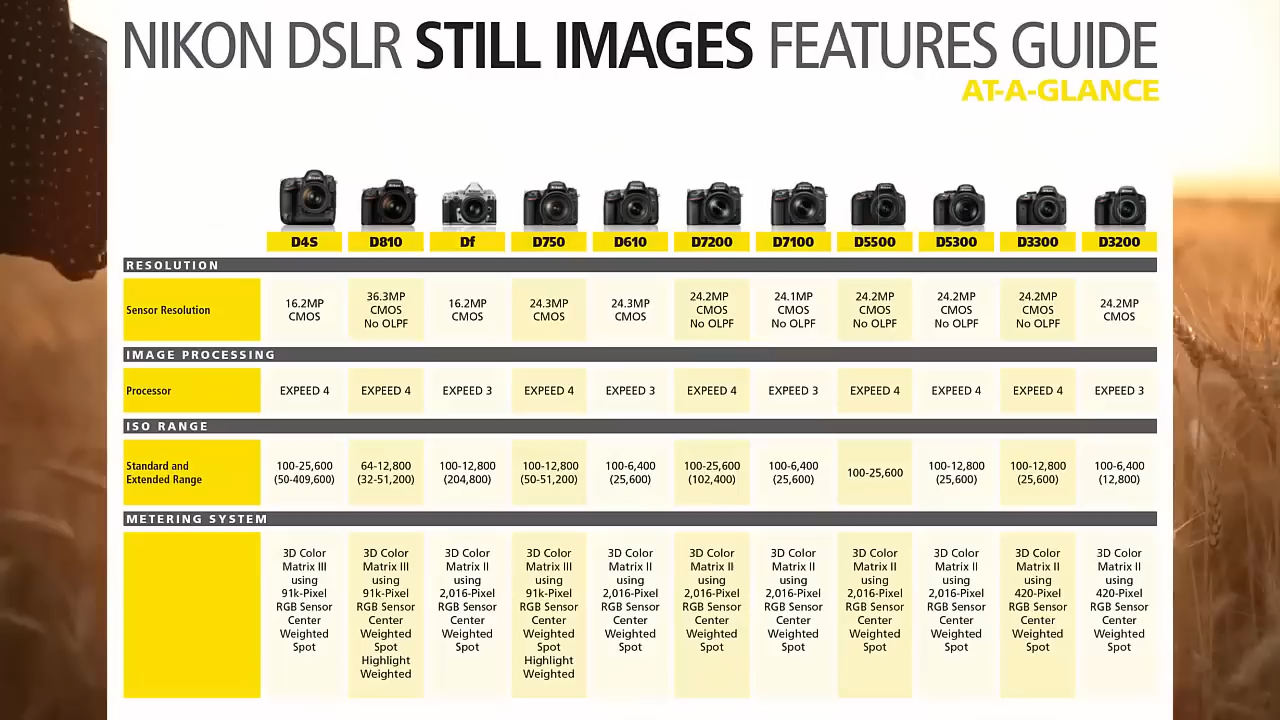 NIKON DSLR STILL IMAGES FEATURES GUIDE
AT-A-GLANCE
D4S D810 Df D750 D610 D7200 D7100 D5500 D5300 D3300 D3200
RESOLUTION
Sensor Resolution
16.2MP 36.3MP 16.2MP 24.3MP 24.3MP 24.2MP 24.1MP 24.2MP 24.2MP 24.2MP 24.2MP
CMOS CMOS CMOS CMOS CMOS CMOS CMOS CMOS CMOS CMOS CMOS
No OLPF No OLPF No OLPF No OLPF No OLPF No OLPF
IMAGE PROCESSING
Processor EXPEED 4 EXPEED 4 EXPEED 3 EXPEED 4 EXPEED 3 EXPEED 4 EXPEED 3 EXPEED 4 EXPEED 4 EXPEED 4 EXPEED 3
ISO RANGE
Standard and 100-25,600 64-12,800 100-12,800 100-12,800 100-6,400 100-25,600 100-6,400 100-25,600 100-12,800 100-12,800 100-6,400
Extended Range (50-409,600) (32-51,200) (204,800) (50-51,200) (25,600) (102,400) (25,600) (25,600) (25,600) (12,800)
METERING SYSTEM
3D Color 3D Color 3D Color 3D Color 3D Color 3D Color 3D Color 3D Color 3D Color 3D Color 3D Color
Matrix III Matrix III Matrix II Matrix III Matrix II Matrix II Matrix II Matrix II Matrix II Matrix II Matrix II
using using using using using using using using using using using
91k-Pixel 91k-Pixel 2,016-Pixel 91k-Pixel 2,016-Pixel 2,016-Pixel 2,016-Pixel 2,016-Pixel 2,016-Pixel 420-Pixel 420-Pixel
RGB Sensor RGB Sensor RGB Sensor RGB Sensor RGB Sensor RGB Sensor RGB Sensor RGB Sensor RGB Sensor RGB Sensor RGB Sensor
Center Center Center Center Center Center Center Center Center Center Center
Weighted Weighted Weighted Weighted Weighted Weighted Weighted Weighted Weighted Weighted Weighted
Spot Spot Spot Spot Spot Spot Spot Spot Spot Spot Spot
Highlight Highlight
Weighted Weighted